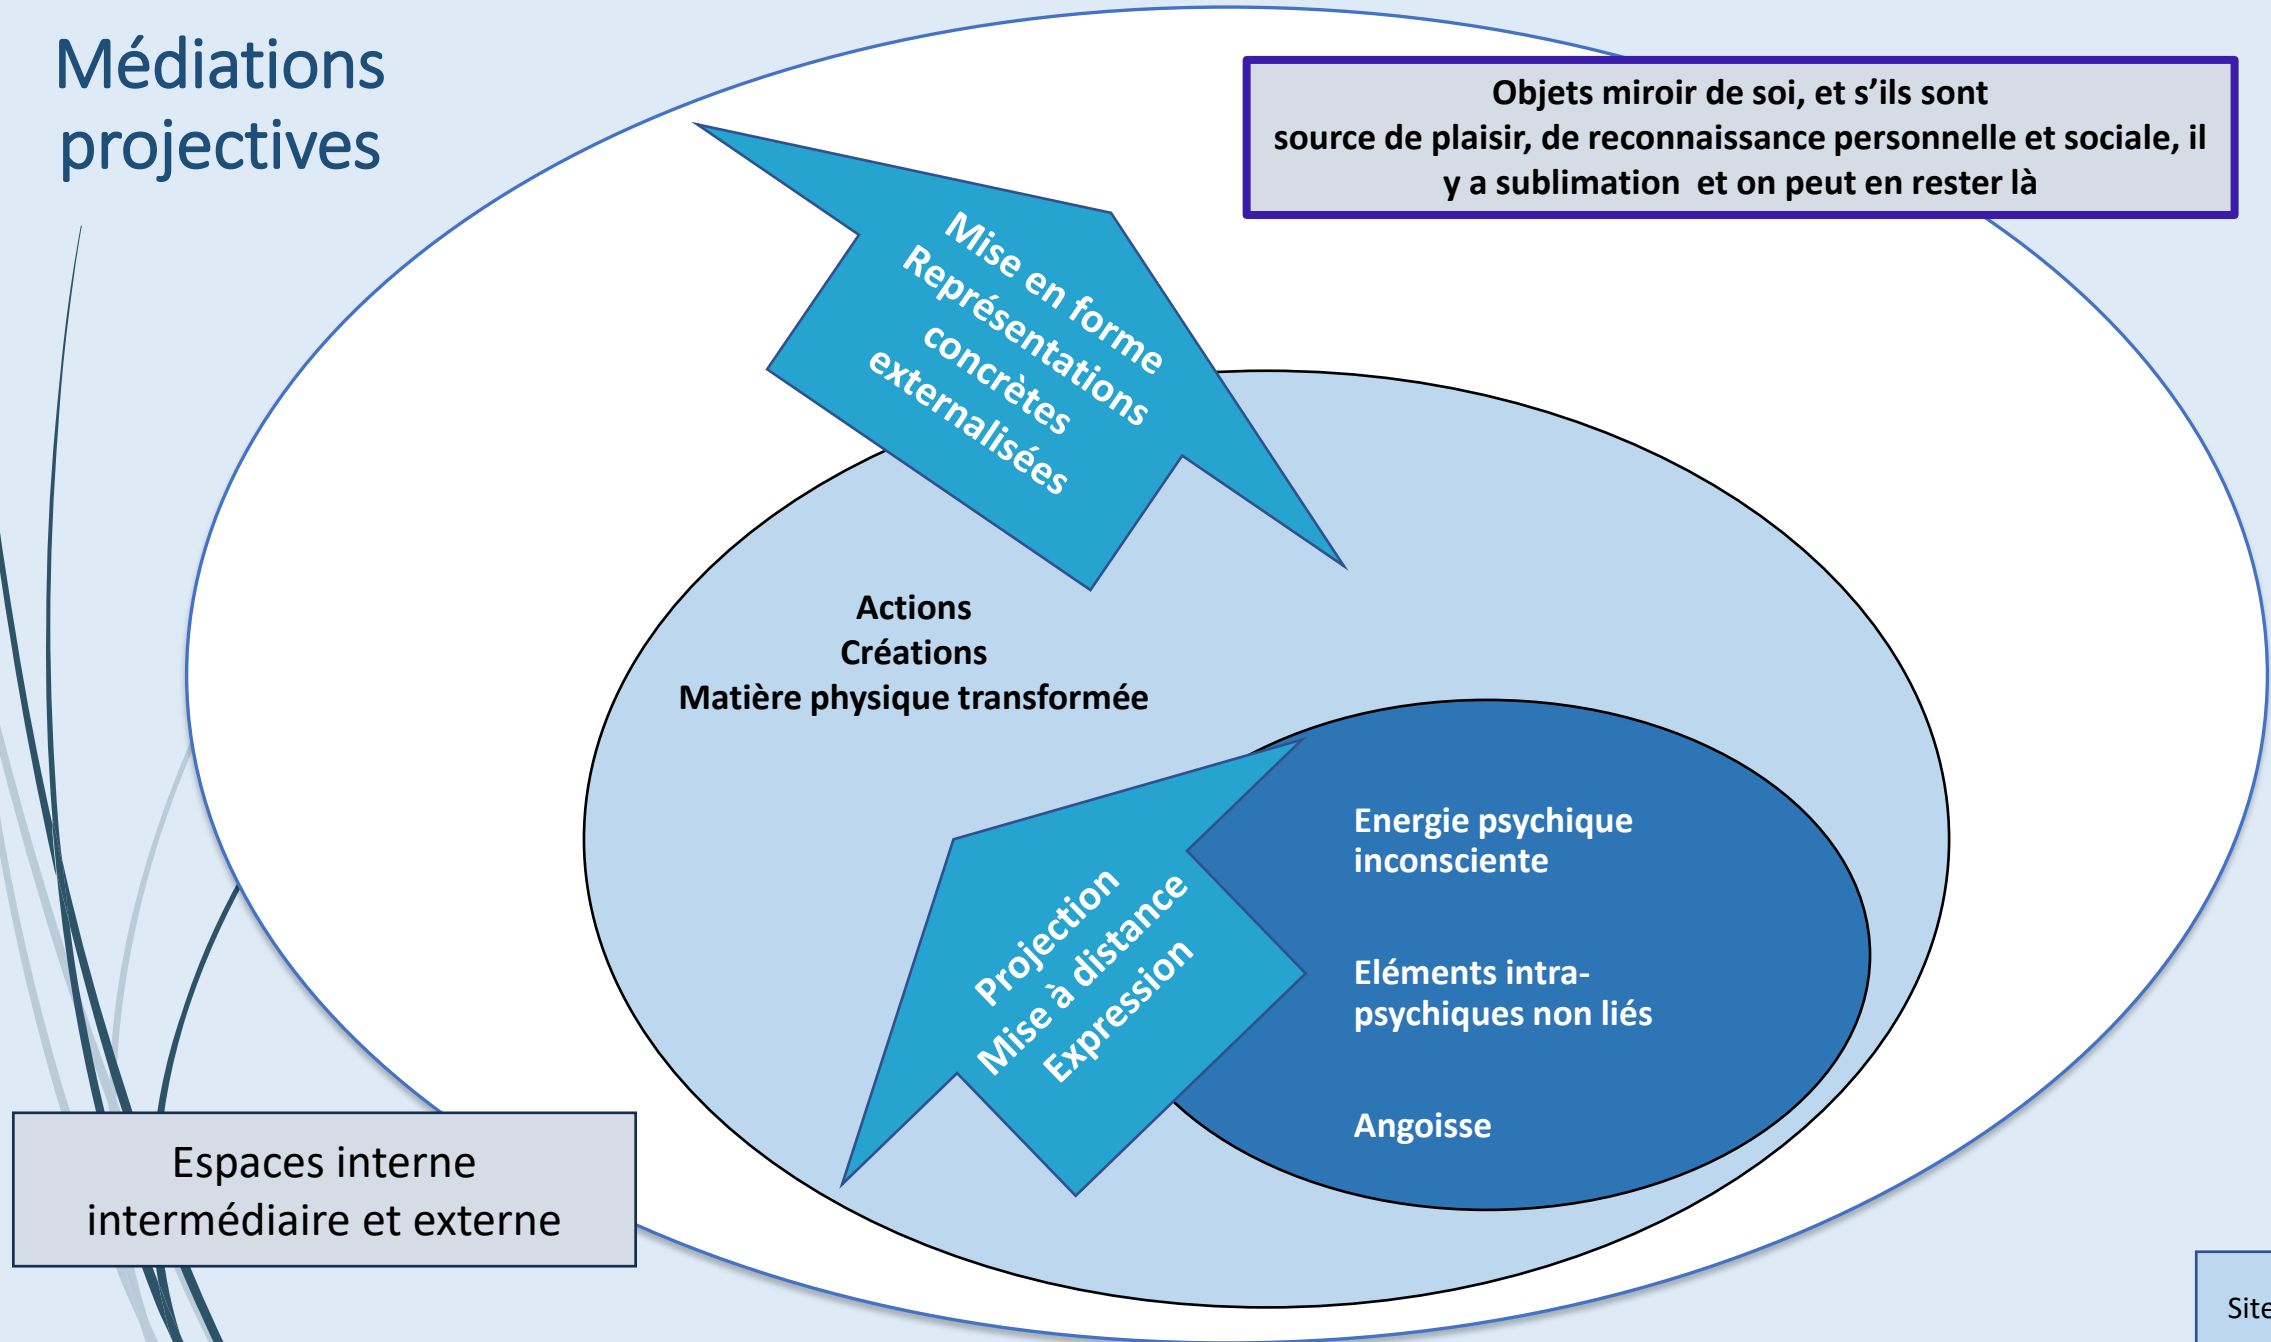 Médiations
projectives
Objets miroir de soi, et s’ils sont
source de plaisir, de reconnaissance personnelle et sociale, il
y a sublimation et on peut en rester là
Mise en forme
Représentations
concrètes
externalisées
Actions
Créations
Matière physique transformée
Projection
Mise à distance
Expression
Energie psychique
inconsciente
Eléments intra-
psychiques non liés
Angoisse
Espaces interne
intermédiaire et externe
Site